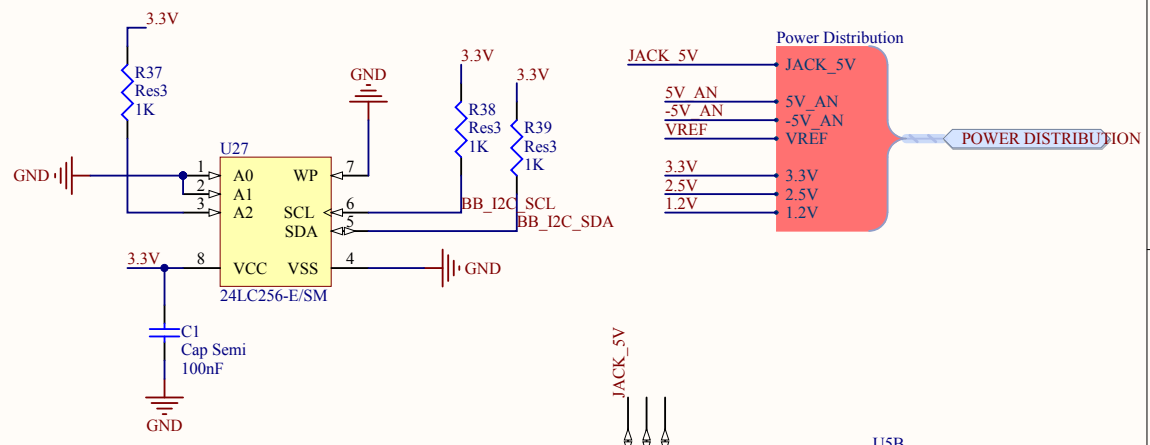 3.3V
R37
Res3
1K
GND
3.3V
R38
Res3
1K
3.3V
R39
Res3
1K
U27
GND
1
2
3
A0
A1
A2
WP
SCL
SDA
7
6
5
BB_I2C_SCL
BB_I2C_SDA
3.3V
8
VCC
VSS
4
GND
24LC256-E/SM
C1
Cap Semi
100nF
GND
Power Distribution
JACK_5V
JACK_5V
5V_AN
5V_AN
-5V_AN
-5V_AN
VREF
VREF
POWER DISTRIBUTION
3.3V
3.3V
2.5V
2.5V
1.2V
1.2V
JACK_5V
U5B